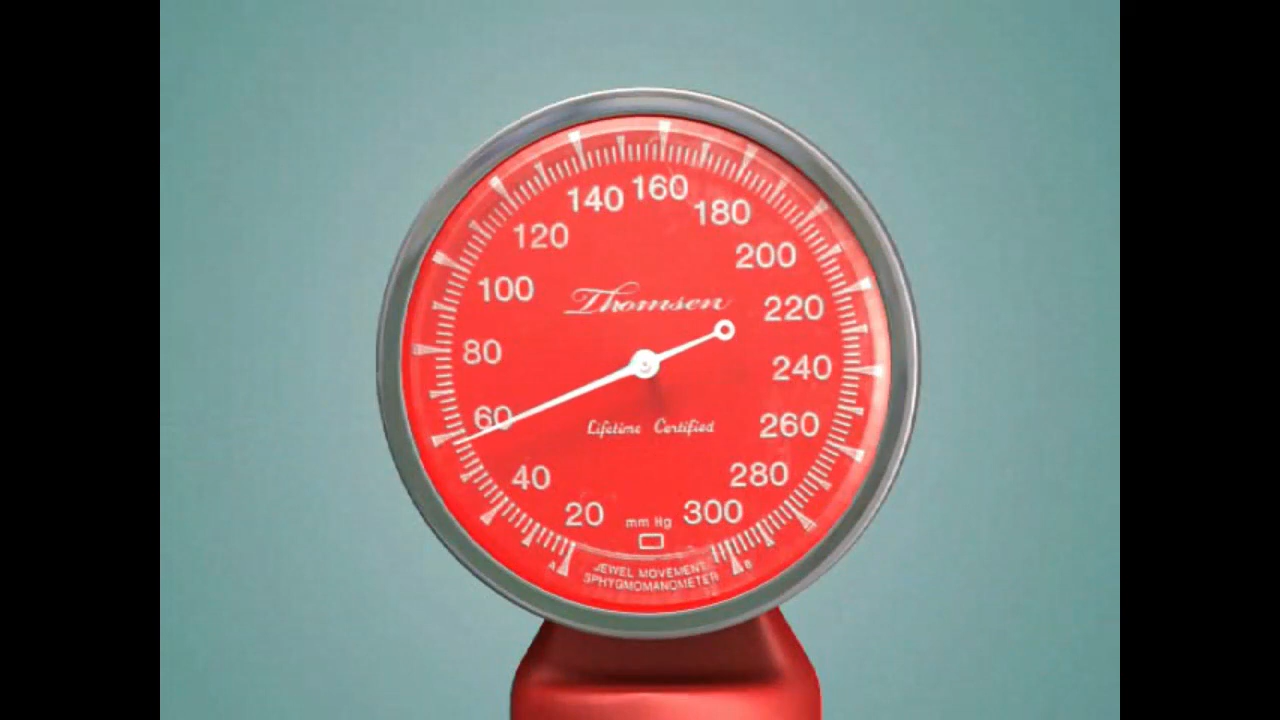 140 160 180
120 200
100 220
Thomsen
80 240
60 260
Lifetime Certified
40 280
20 mm Hg 300
A JEWEL MOVEMENT B
SPHYGMOMANOMETER